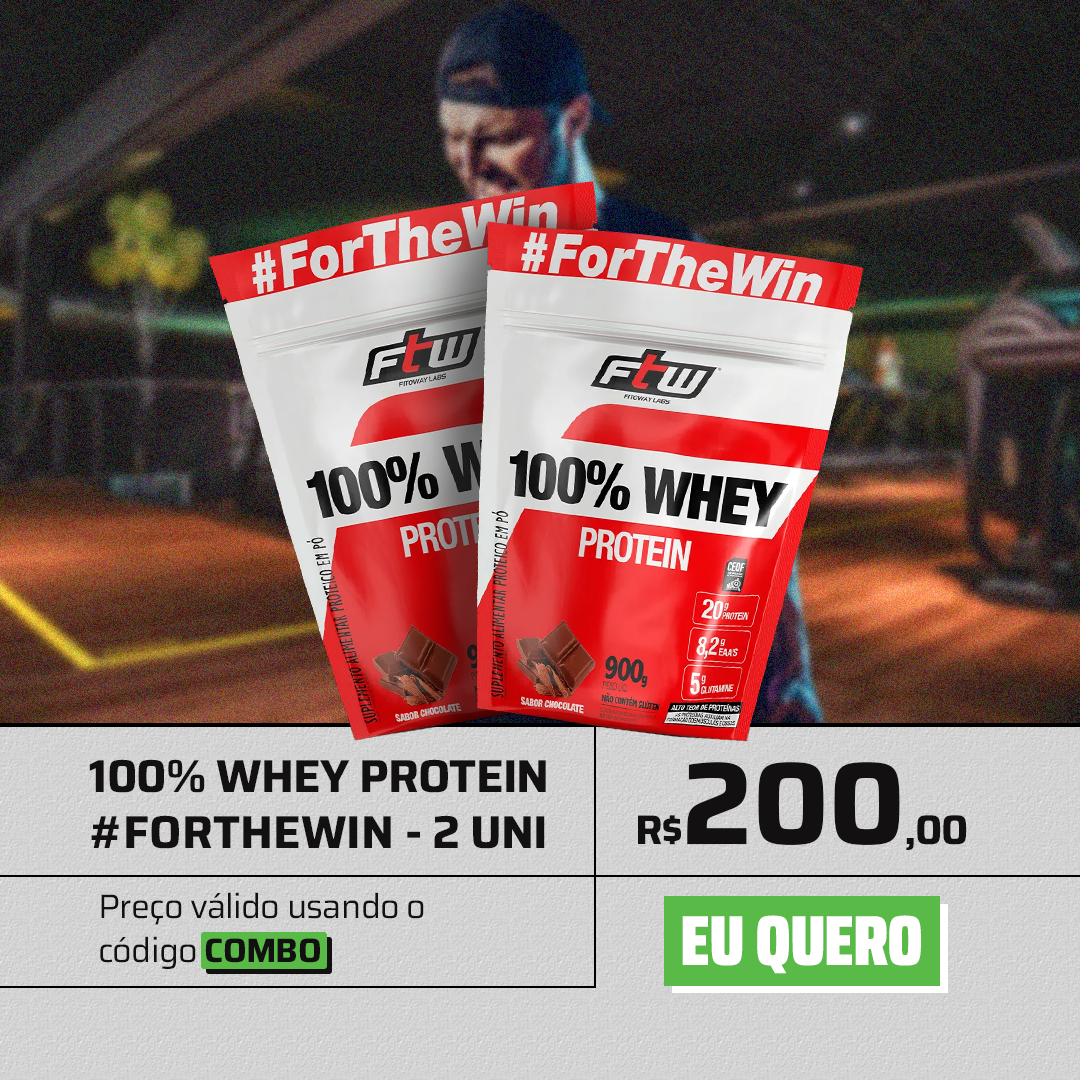 #ForTheWin
#ForTheWin
FTW
FITOWAY LABS
100% W
PROTE
SUPLEMENTO ALIMENTAR PROTEICO EM PÓ
9
SABOR CHOCOLATE
FTW
FITOWAY LABS
100% WHEY
PROTEIN
SUPLEMENTO ALIMENTAR PROTEICO EM PÓ
20g PROTEIN
8,2g EAA'S
5g GLUTAMINE
900g
NÃO CONTÉM GLÚTEN
ALTO TEOR DE PROTEÍNAS
SABOR CHOCOLATE
100% WHEY PROTEIN
#FORTHEWIN - 2 UNI
R$200,00
Preço válido usando o
código COMBO
EU QUERO